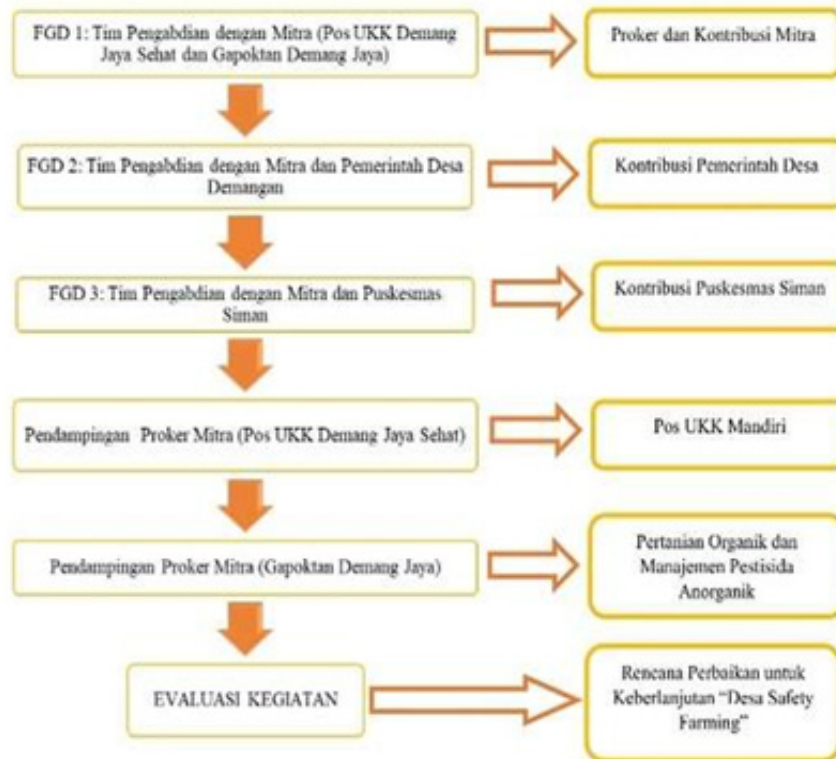 FGD 1: Tim Pengabdian dengan Mitra (Pos UKK Demang
Jaya Sehat dan Gapoktan Demang Jaya)
Proker dan Kontribusi Mitra
FGD 2: Tim Pengabdian dengan Mitra dan Pemerintah Desa
Demangan
Kontribusi Pemerintah Desa
FGD 3: Tim Pengabdian dengan Mitra dan Puskesmas
Siman
Kontribusi Puskesmas Siman
Pendampingan Proker Mitra (Pos UKK Demang Jaya Sehat)
Pos UKK Mandiri
Pendampingan Proker Mitra (Gapoktan Demang Jaya)
Pertanian Organik dan
Manajemen Pestisida
Anorganik
EVALUASI KEGIATAN
Rencana Perbaikan untuk
Keberlanjutan “Desa Safety
Farming”